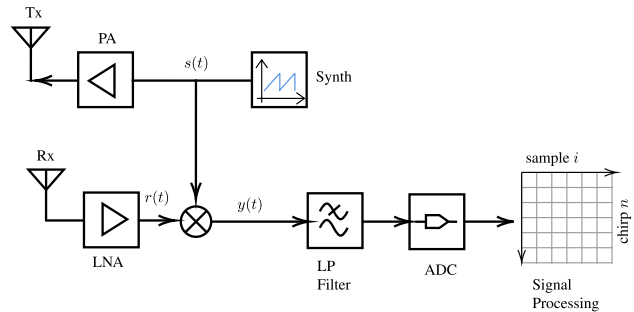 Tx
PA
s(t)
Synth
Rx
r(t)
y(t)
LNA
LP
Filter
ADC
sample i
chirp n
Signal
Processing